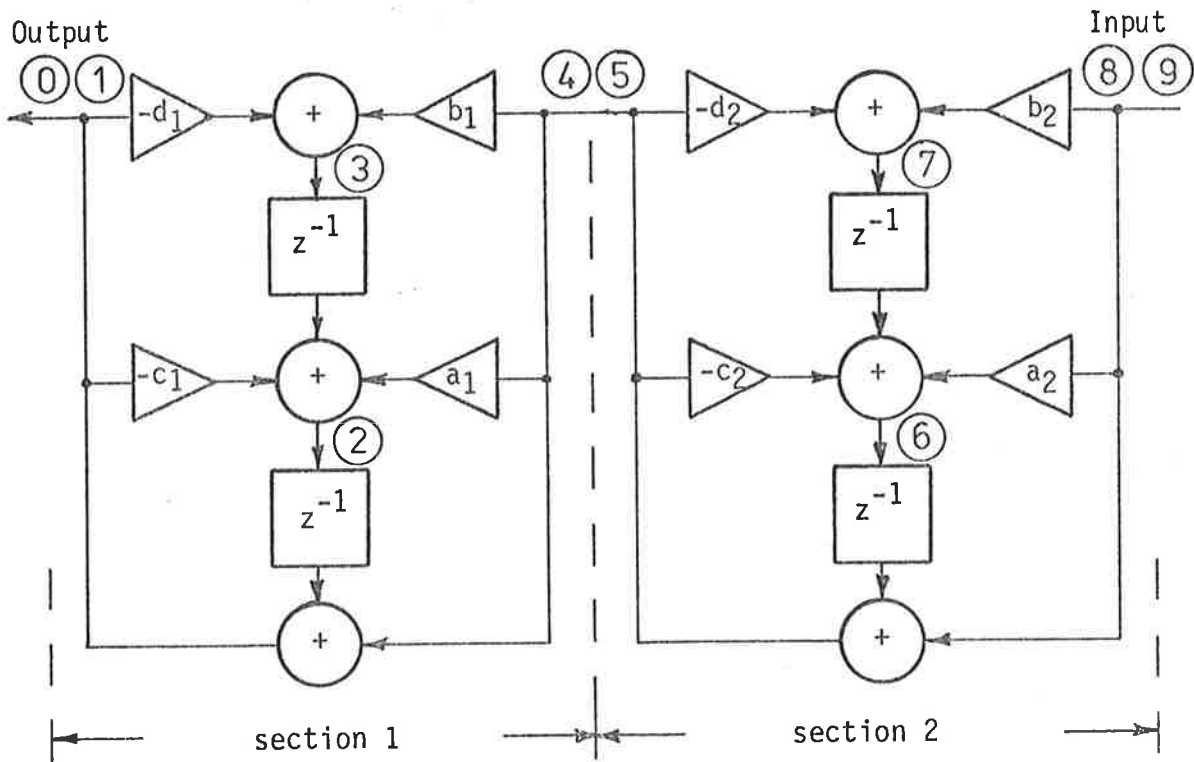 Output
Input
0 1
4 5
8 9
-d1
+
b1
-d2
+
b2
3
7
z-1
z-1
-c1
+
a1
-c2
+
a2
2
6
z-1
z-1
+
+
section 1
section 2